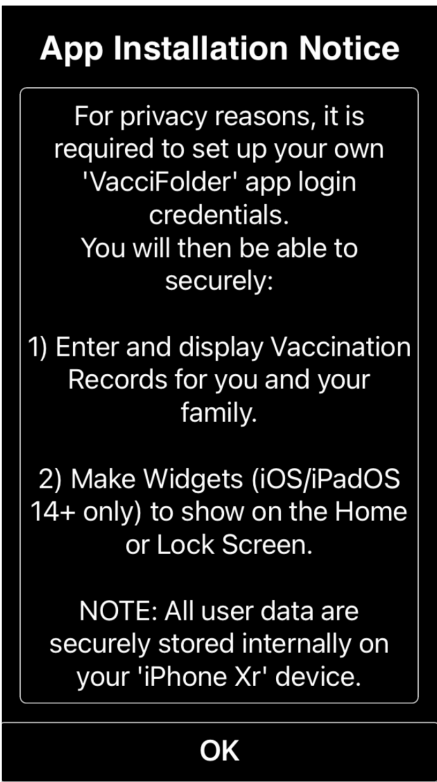 App Installation Notice
For privacy reasons, it is
required to set up your own
'VacciFolder' app login
credentials.
You will then be able to
securely:
1) Enter and display Vaccination
Records for you and your
family.
2) Make Widgets (iOS/iPadOS
14+ only) to show on the Home
or Lock Screen.
NOTE: All user data are
securely stored internally on
your 'iPhone Xr' device.
OK